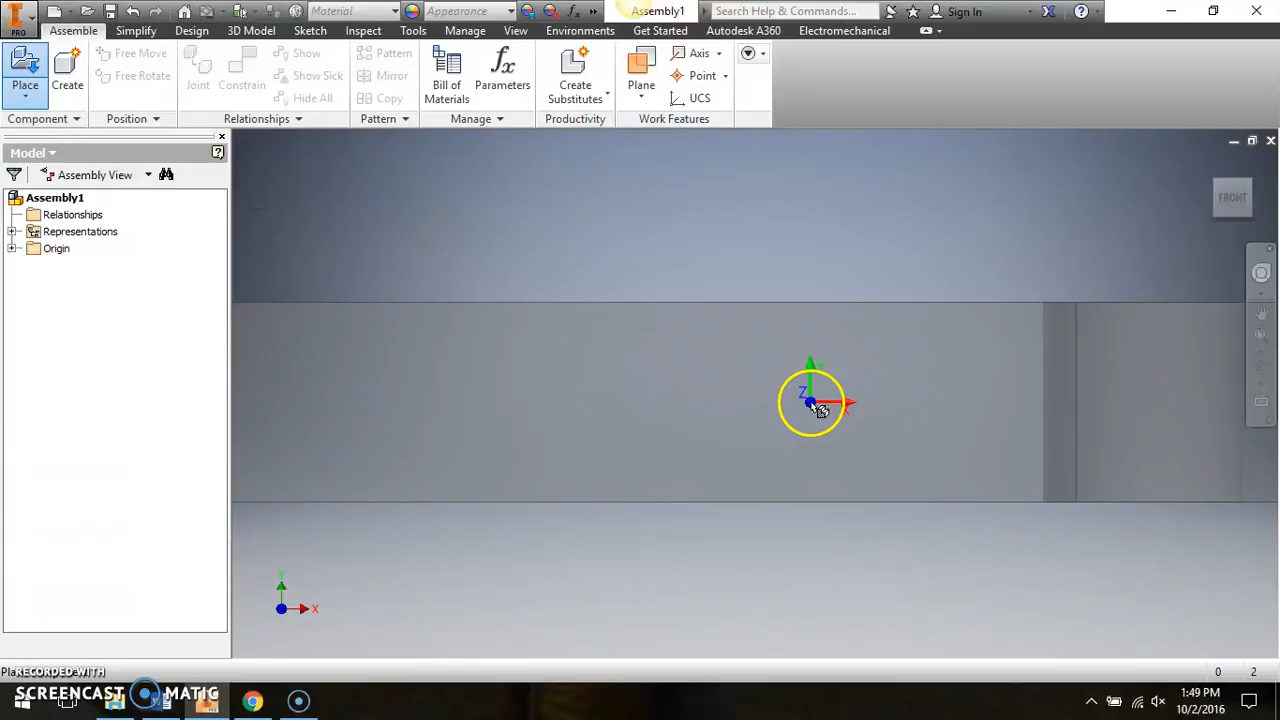 PRO
Material
Appearance
fx
Assembly1
Search Help & Commands...
Sign In
Assemble
Simplify
Design
3D Model
Sketch
Inspect
Tools
Manage
View
Environments
Get Started
Autodesk A360
Electromechanical
Place
Create
Free Move
Free Rotate
Joint
Constrain
Show
Show Sick
Hide All
Pattern
Mirror
Copy
Bill of
Materials
fx
Parameters
Create
Substitutes
Plane
Axis
Point
UCS
Component
Position
Relationships
Pattern
Manage
Productivity
Work Features
Model
Assembly View
Assembly1
Relationships
Representations
Origin
FRONT
Z
X
Y
X
RECORDED WITH
SCREENCAST MATIC
0 2
1:49 PM
10/2/2016